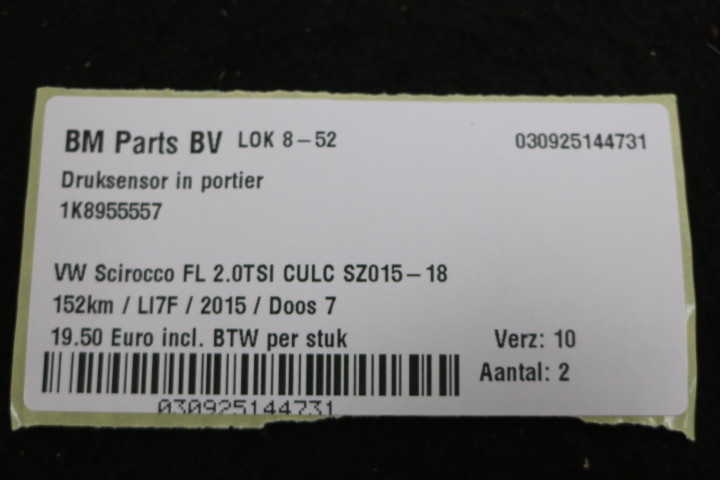 BM Parts BV LOK 8-52 030925144731
Druksensor in portier
1K8955557
VW Scirocco FL 2.0TSI CULC SZ015-18
152km / LI7F / 2015 / Doos 7
19.50 Euro incl. BTW per stuk Verz: 10
Aantal: 2
030925144731